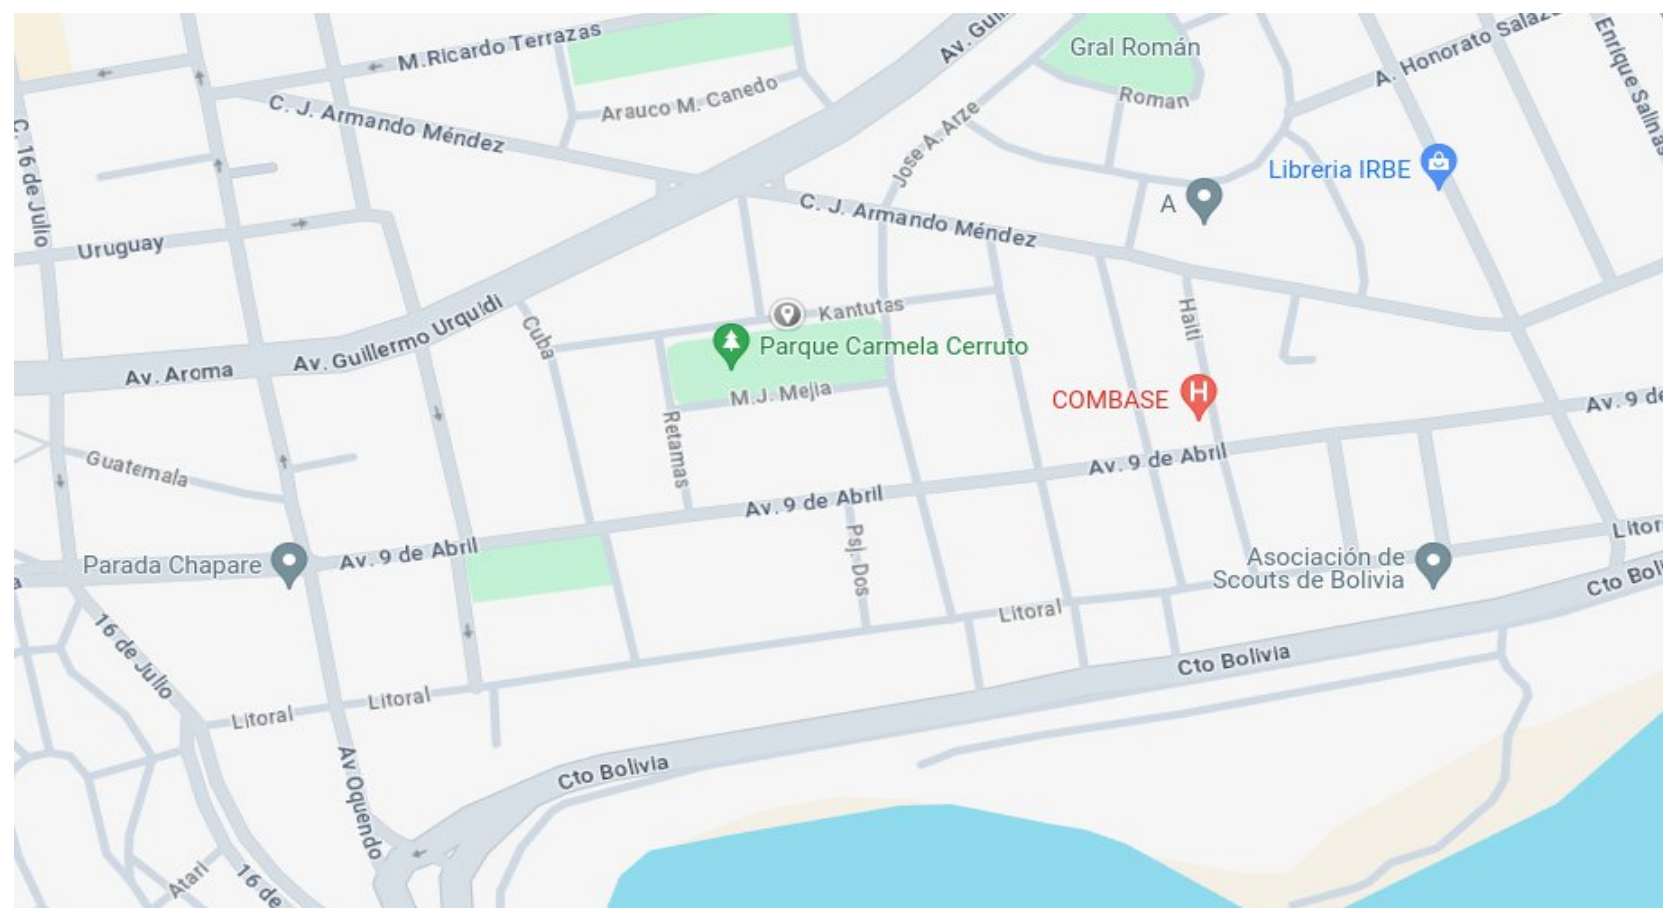 M.Ricardo Terrazas
Av. Gui
Gral Román
A. Honorato Salaza
Enrique Salinas
C. J. Armando Méndez
Arauco M. Canedo
Roman
Jose A. Arze
C. 16 de Julio
Libreria IRBE
A
Uruguay
C. J. Armando Méndez
Kantutas
Haiti
Cuba
Av. Guillermo Urquidi
Av. Aroma
Parque Carmela Cerruto
M.J. Mejia
COMBASE
H
Av. 9 de
Retamas
Guatemala
Av. 9 de Abril
Av. 9 de Abril
Av. 9 de Abril
Psj. Dos
Parada Chapare
a
Asociación de
Scouts de Bolivia
Litor
Cto Boli
Litoral
16 de Julio
Cto Bolivia
Litoral
Litoral
Cto Bolivia
Av Oquendo
Atari
16 de